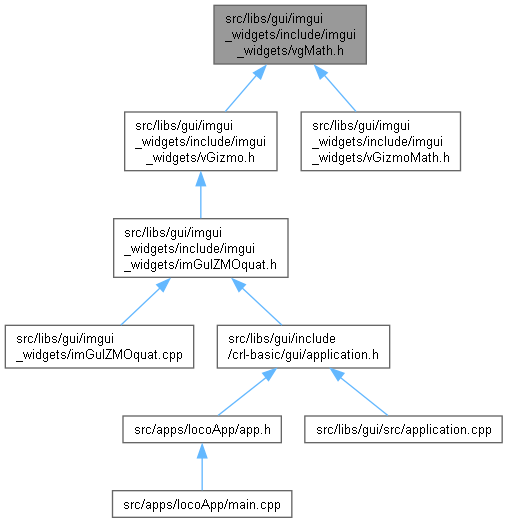 src/libs/gui/imgui
_widgets/include/imgui
_widgets/vgMath.h
src/libs/gui/imgui
_widgets/include/imgui
_widgets/vGizmo.h
src/libs/gui/imgui
_widgets/include/imgui
_widgets/vGizmoMath.h
src/libs/gui/imgui
_widgets/include/imgui
_widgets/imGuIZMOquat.h
src/libs/gui/imgui
_widgets/imGuIZMOquat.cpp
src/libs/gui/include
/crl-basic/gui/application.h
src/apps/locoApp/app.h
src/libs/gui/src/application.cpp
src/apps/locoApp/main.cpp